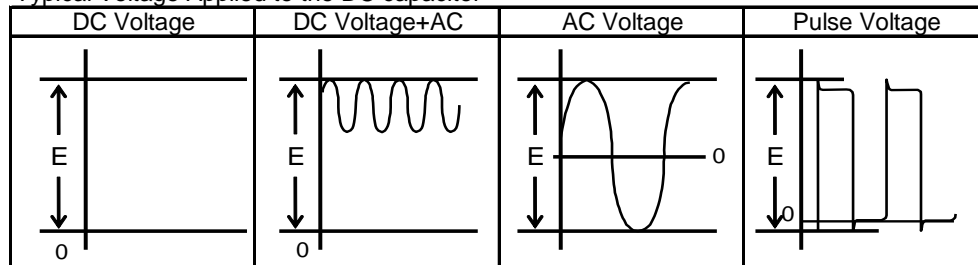 Typical Voltage Applied to the DC capacitor
DC Voltage DC Voltage+AC AC Voltage Pulse Voltage
E E E 0 E
0
0 0